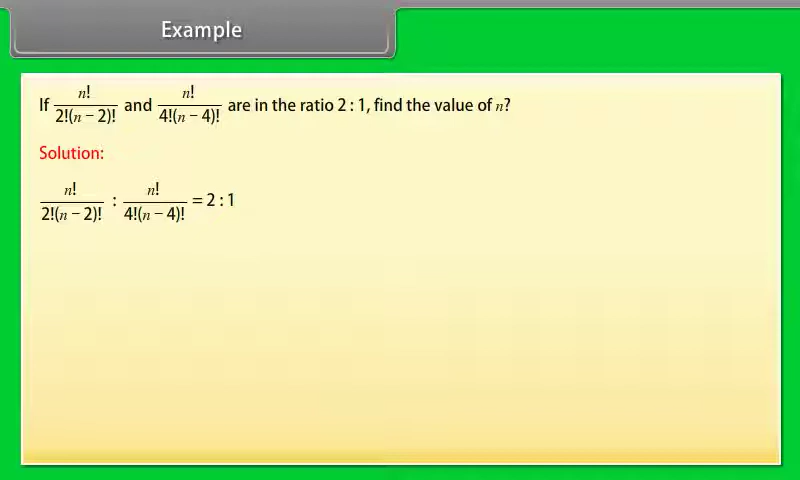 Example
If n!/2!(n − 2)! and n!/4!(n − 4)! are in the ratio 2 : 1, find the value of n?
Solution:
n!/2!(n − 2)! : n!/4!(n − 4)! = 2 : 1